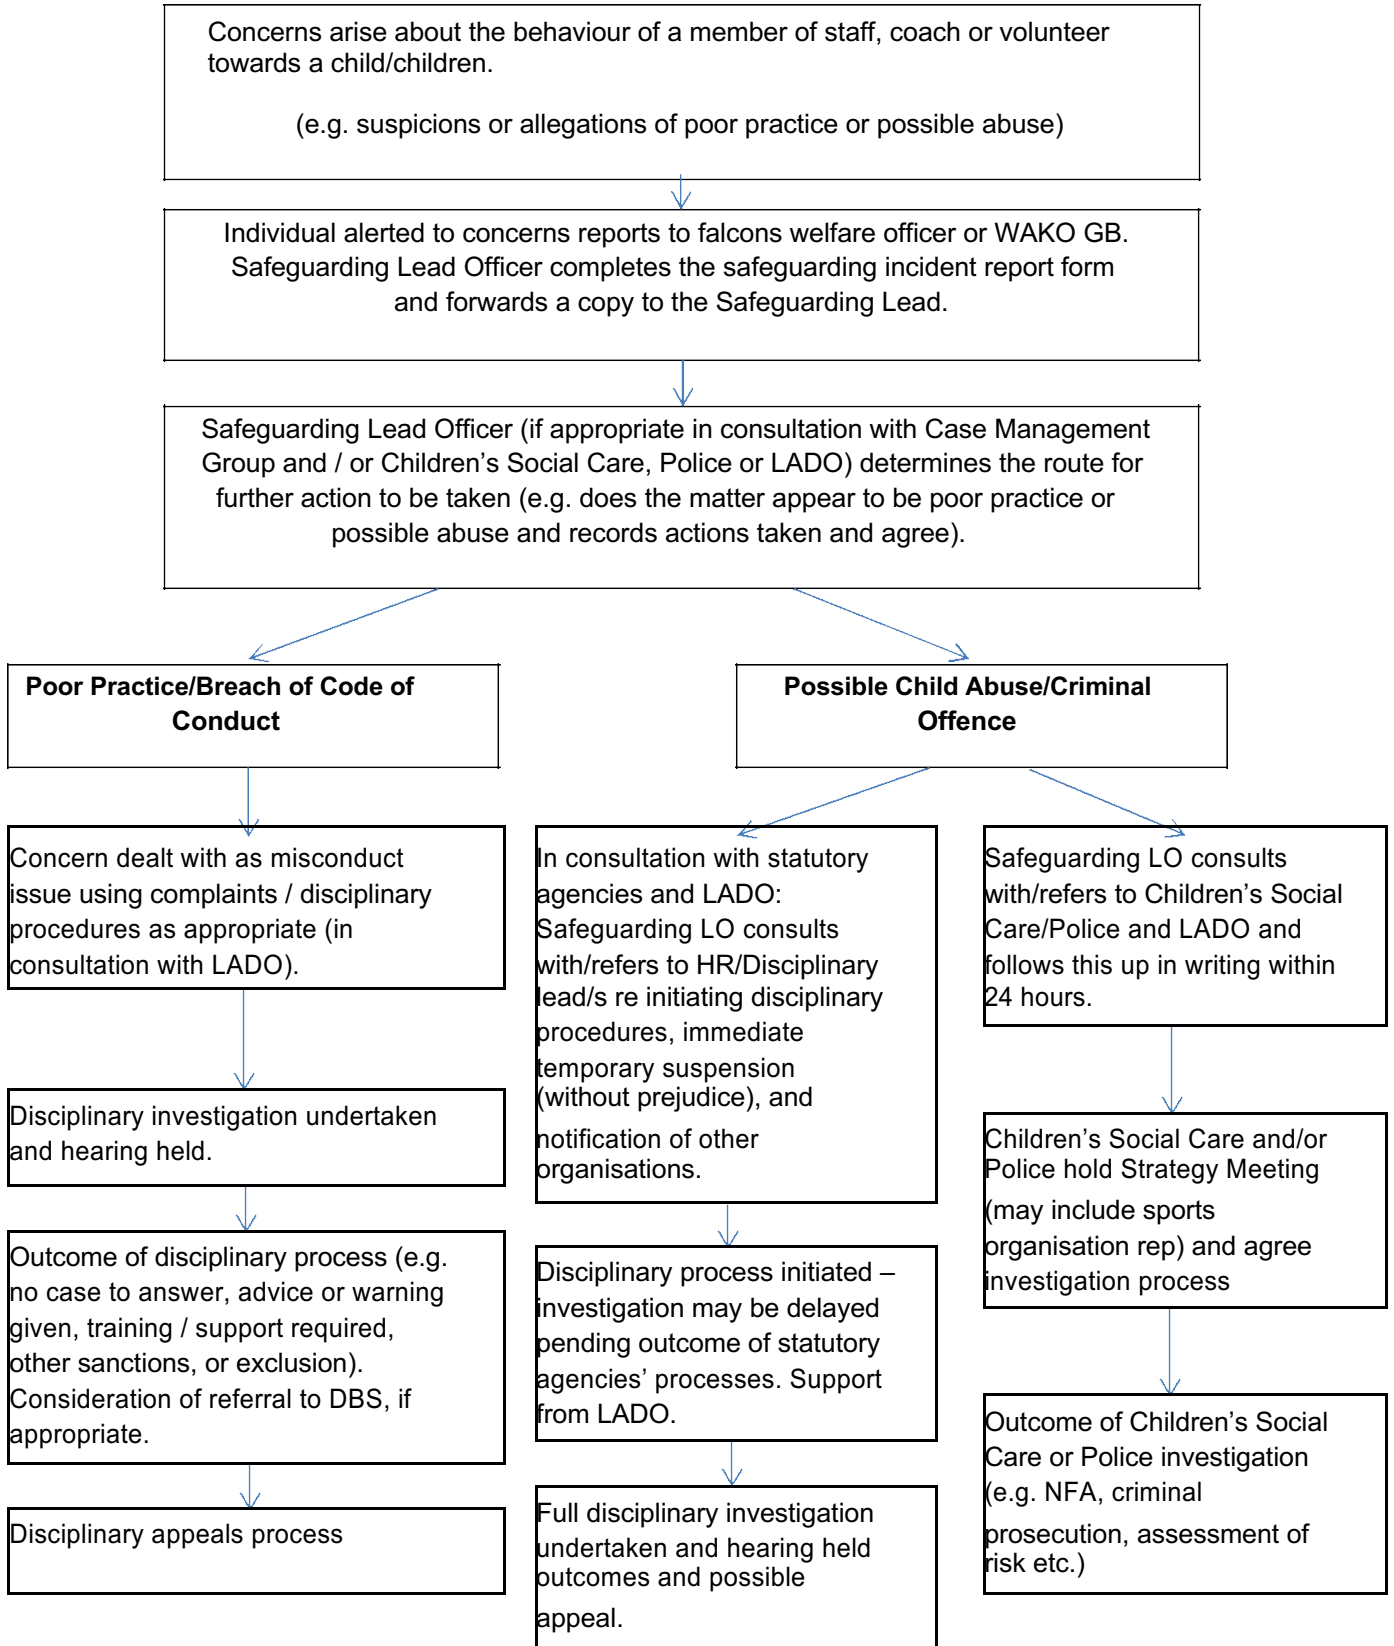 Concerns arise about the behaviour of a member of staff, coach or volunteer
towards a child/children.
(e.g. suspicions or allegations of poor practice or possible abuse)
Individual alerted to concerns reports to falcons welfare officer or WAKO GB.
Safeguarding Lead Officer completes the safeguarding incident report form
and forwards a copy to the Safeguarding Lead.
Safeguarding Lead Officer (if appropriate in consultation with Case Management
Group and / or Children’s Social Care, Police or LADO) determines the route for
further action to be taken (e.g. does the matter appear to be poor practice or
possible abuse and records actions taken and agree).
Poor Practice/Breach of Code of
Conduct
Possible Child Abuse/Criminal
Offence
Concern dealt with as misconduct
issue using complaints / disciplinary
procedures as appropriate (in
consultation with LADO).
Disciplinary investigation undertaken
and hearing held.
Outcome of disciplinary process (e.g.
no case to answer, advice or warning
given, training / support required,
other sanctions, or exclusion).
Consideration of referral to DBS, if
appropriate.
Disciplinary appeals process
In consultation with statutory
agencies and LADO:
Safeguarding LO consults
with/refers to HR/Disciplinary
lead/s re initiating disciplinary
procedures, immediate
temporary suspension
(without prejudice), and
notification of other
organisations.
Disciplinary process initiated –
investigation may be delayed
pending outcome of statutory
agencies’ processes. Support
from LADO.
Full disciplinary investigation
undertaken and hearing held
outcomes and possible
appeal.
Safeguarding LO consults
with/refers to Children’s Social
Care/Police and LADO and
follows this up in writing within
24 hours.
Children’s Social Care and/or
Police hold Strategy Meeting
(may include sports
organisation rep) and agree
investigation process
Outcome of Children’s Social
Care or Police investigation
(e.g. NFA, criminal
prosecution, assessment of
risk etc.)